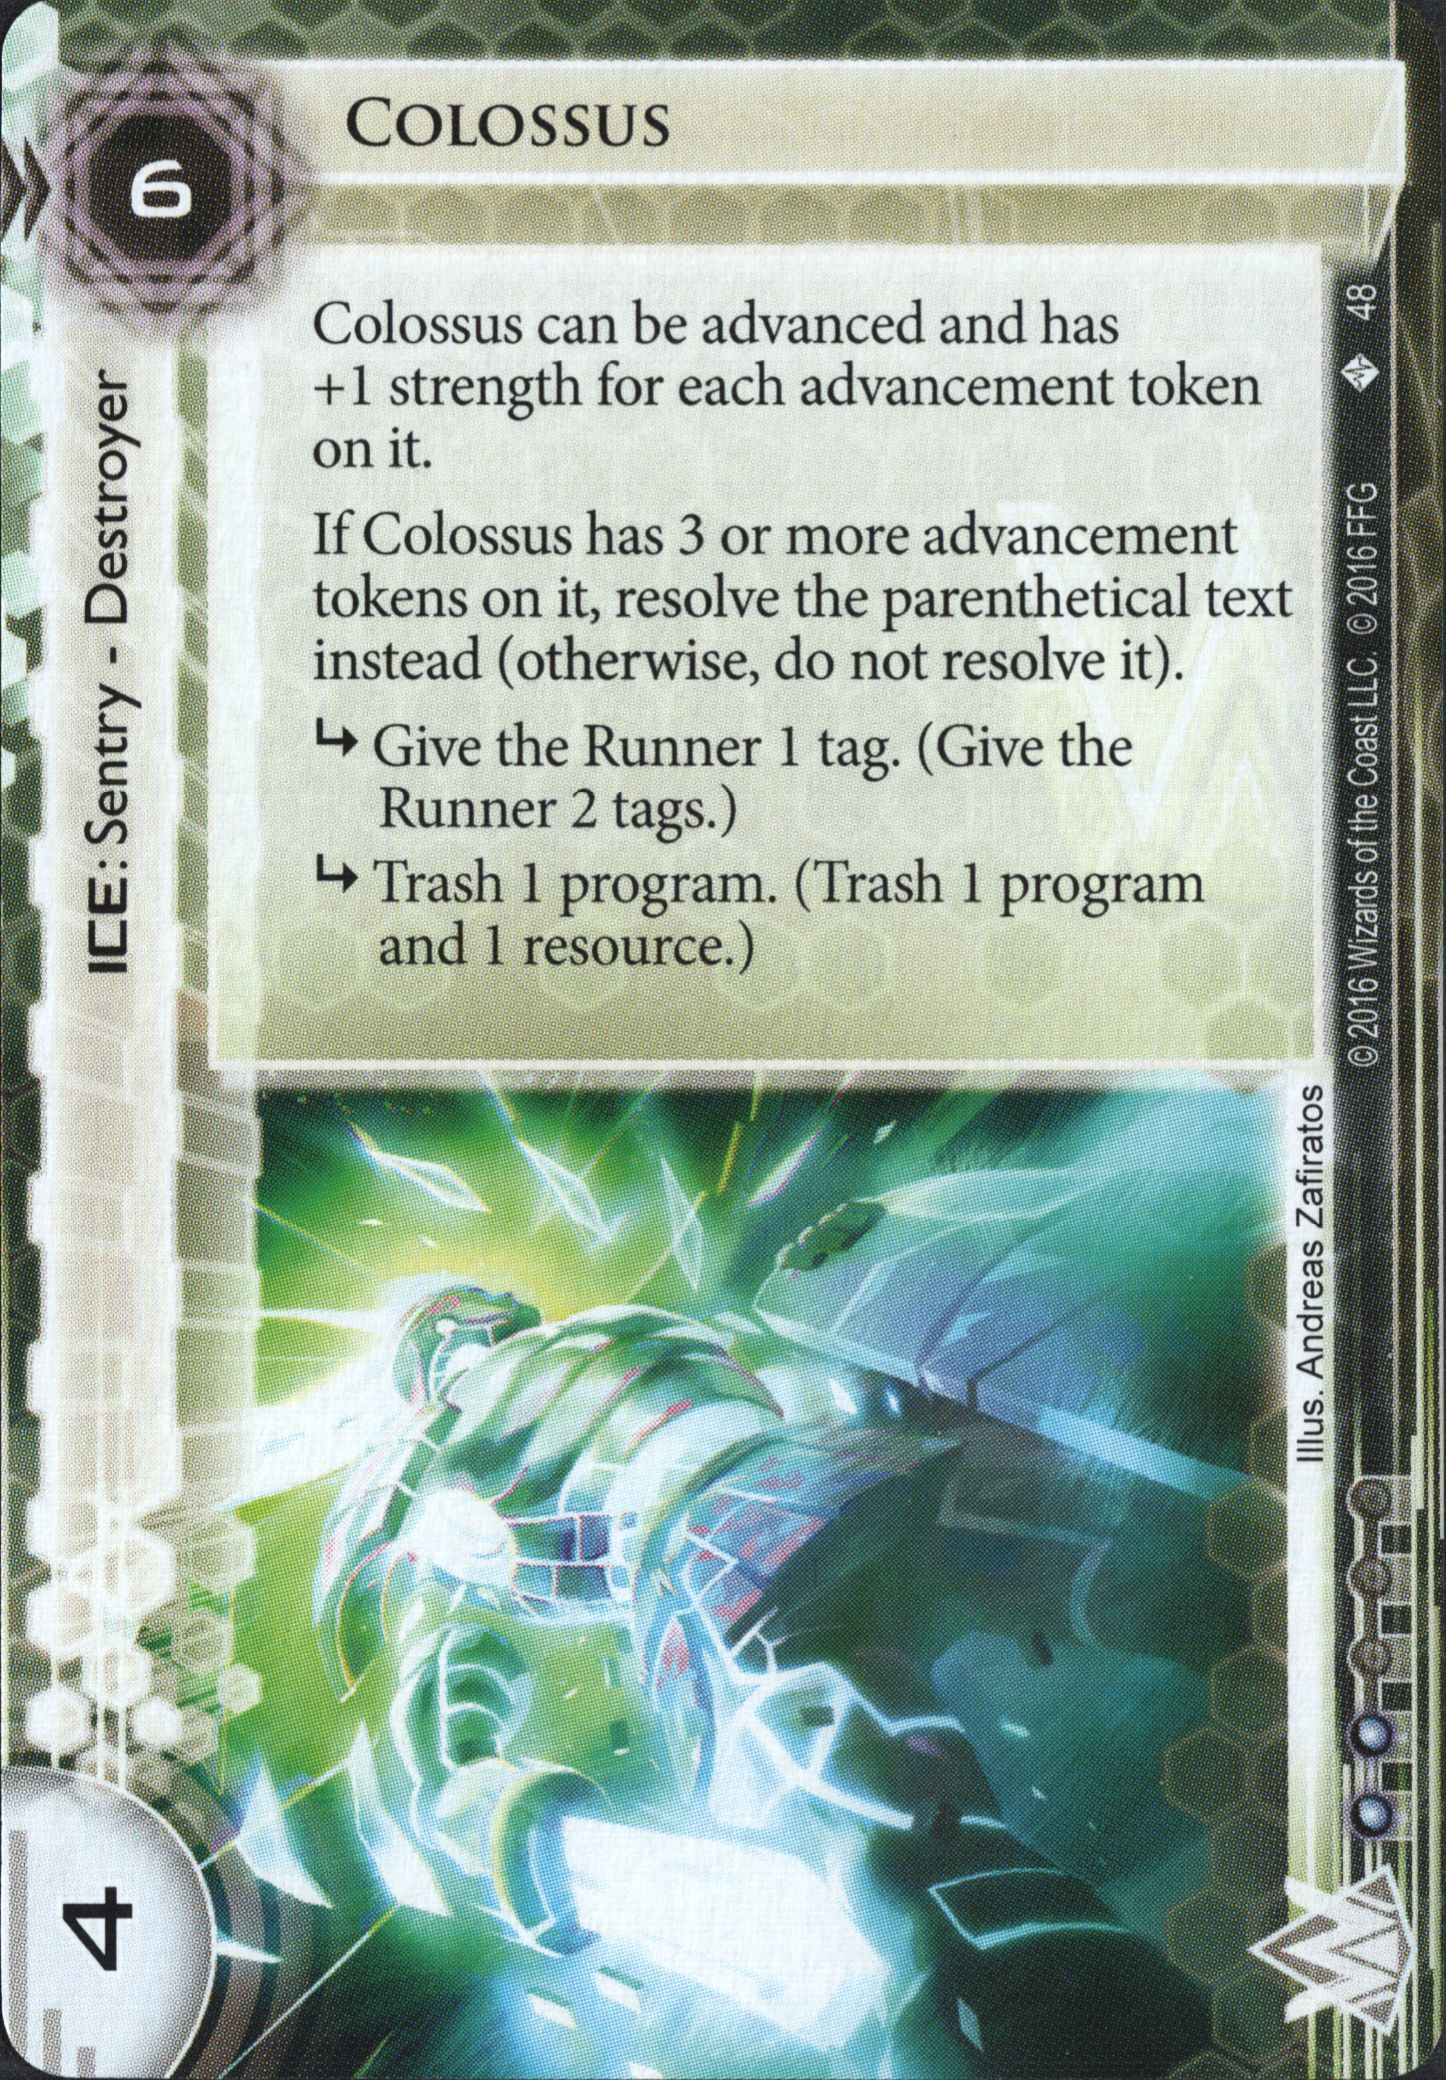 6
COLOSSUS
ICE: Sentry - Destroyer
Colossus can be advanced and has
+1 strength for each advancement token
on it.
If Colossus has 3 or more advancement
tokens on it, resolve the parenthetical text
instead (otherwise, do not resolve it).
↳ Give the Runner 1 tag. (Give the
Runner 2 tags.)
↳ Trash 1 program. (Trash 1 program
and 1 resource.)
4
Illus. Andreas Zafiratos
© 2016 Wizards of the Coast LLC. © 2016 FFG
48